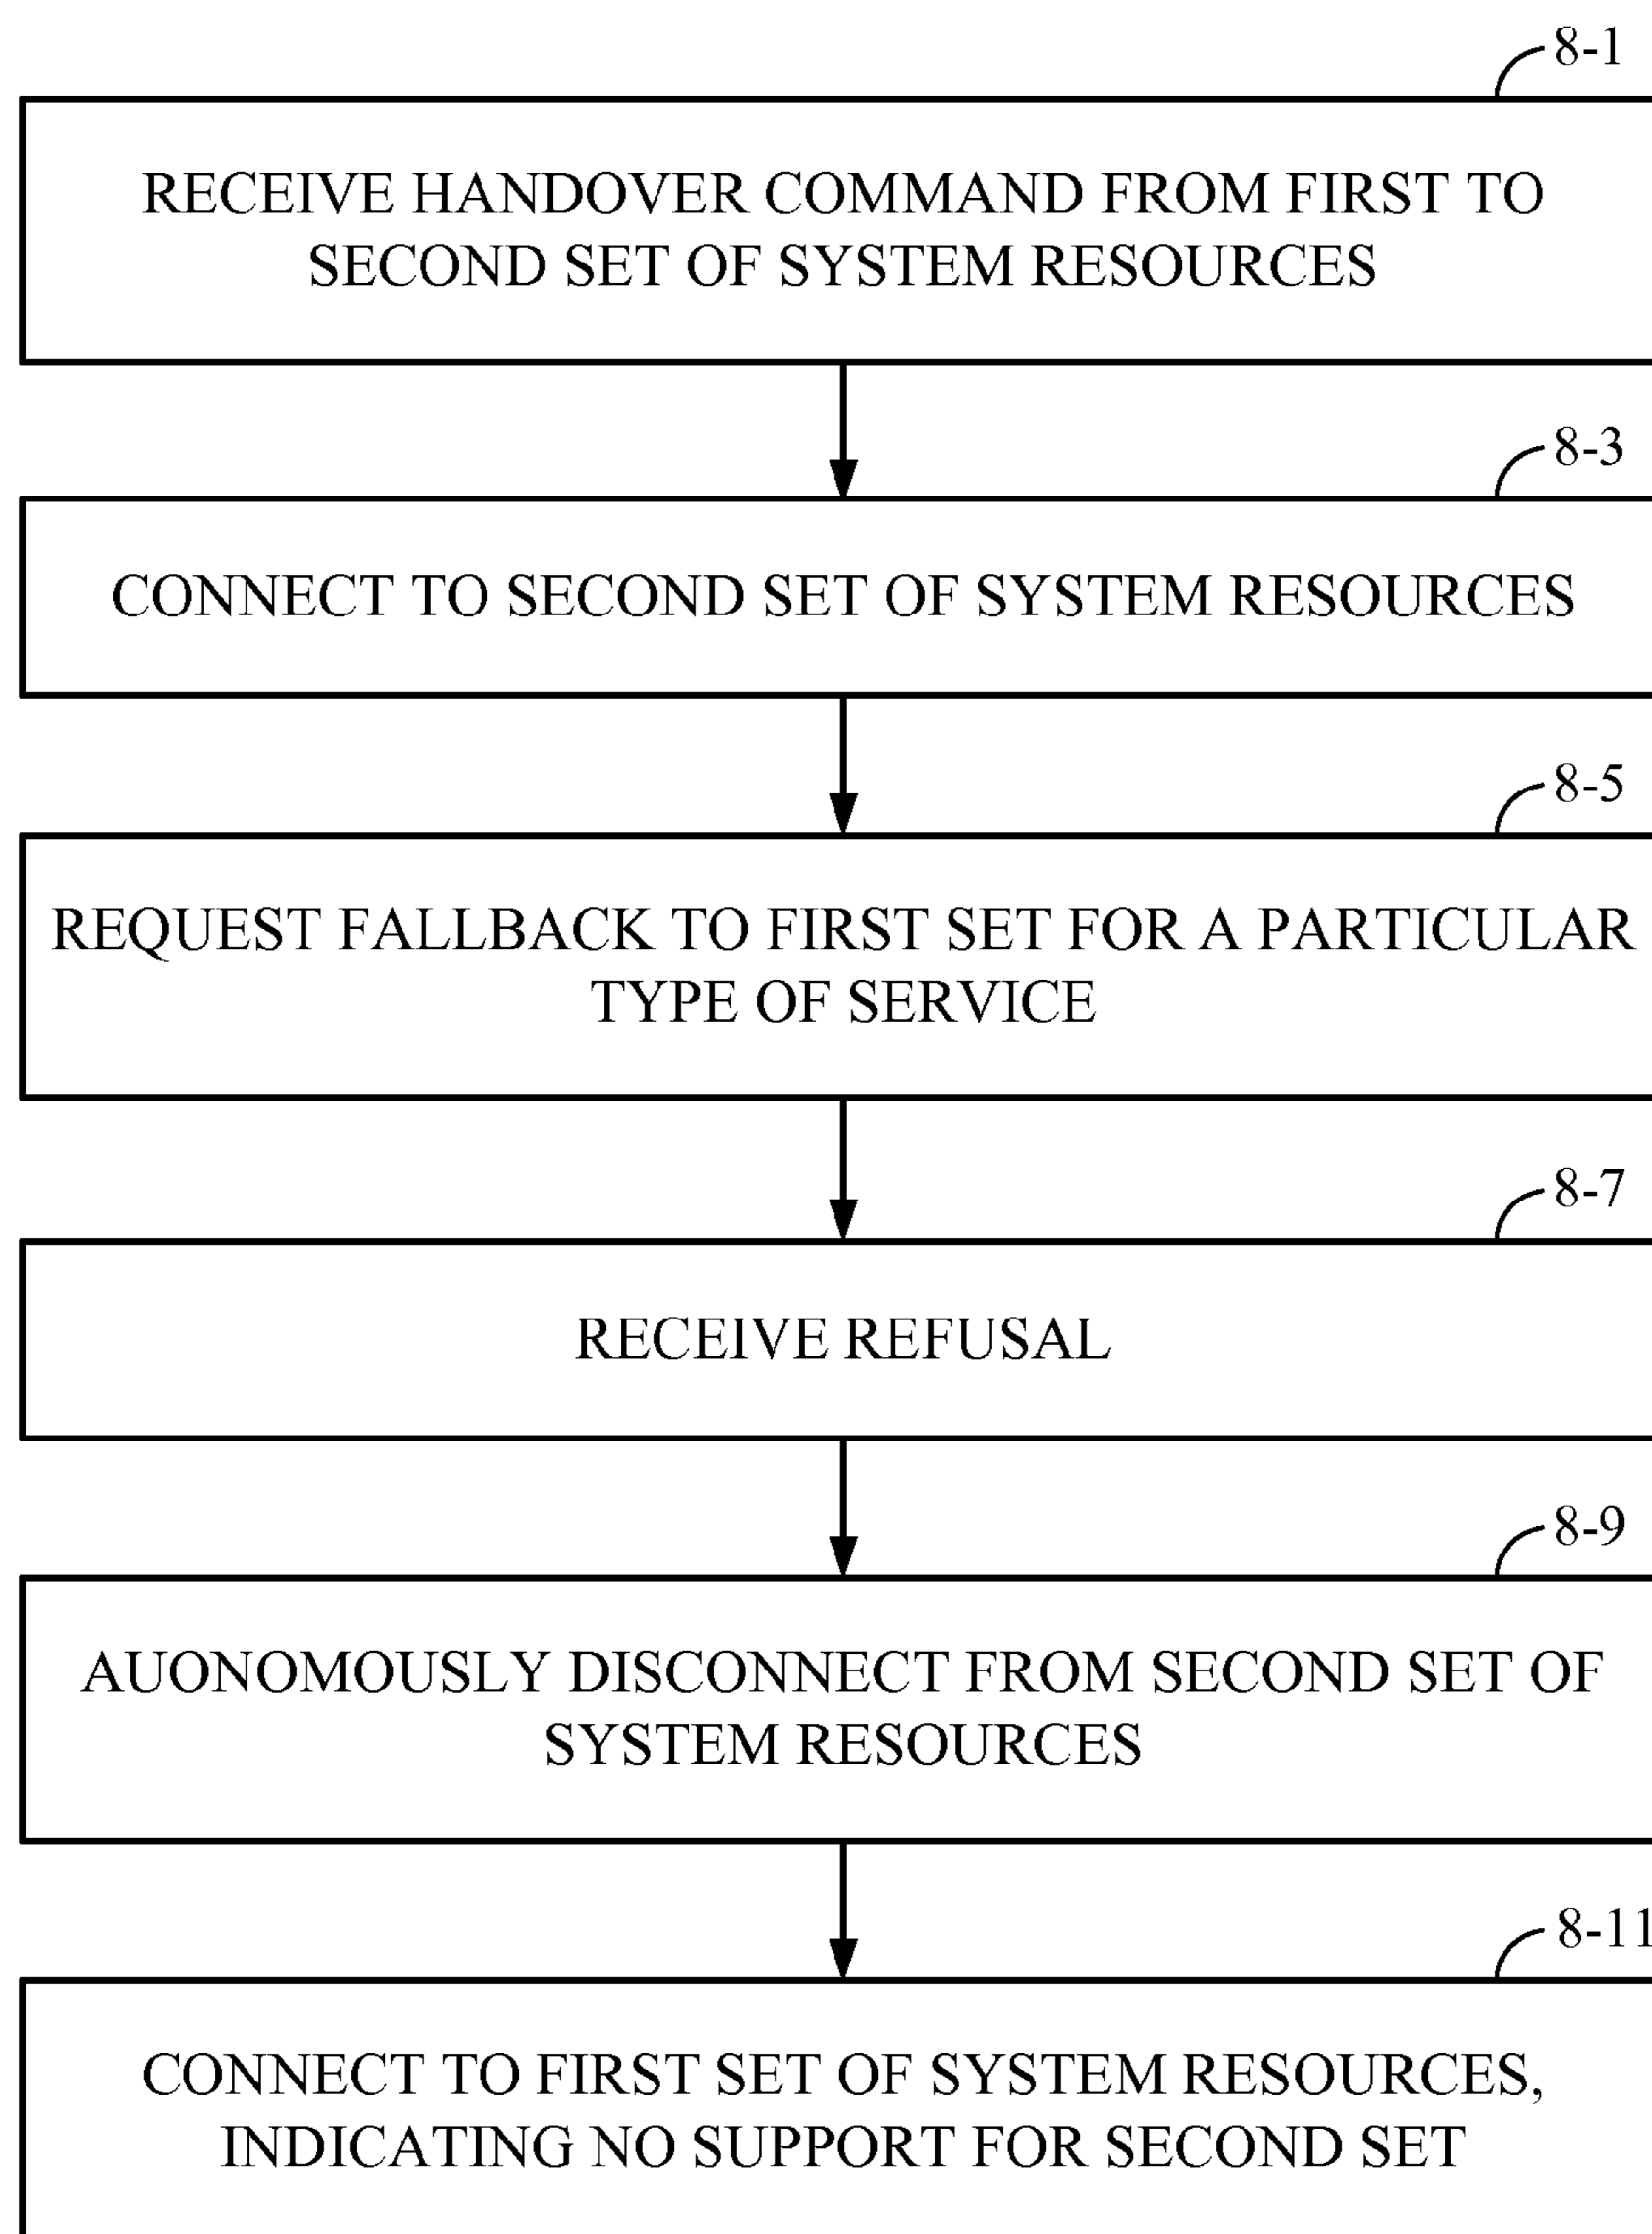 8-1
RECEIVE HANDOVER COMMAND FROM FIRST TO
SECOND SET OF SYSTEM RESOURCES
8-3
CONNECT TO SECOND SET OF SYSTEM RESOURCES
8-5
REQUEST FALLBACK TO FIRST SET FOR A PARTICULAR
TYPE OF SERVICE
8-7
RECEIVE REFUSAL
8-9
AUONOMOUSLY DISCONNECT FROM SECOND SET OF
SYSTEM RESOURCES
8-11
CONNECT TO FIRST SET OF SYSTEM RESOURCES,
INDICATING NO SUPPORT FOR SECOND SET